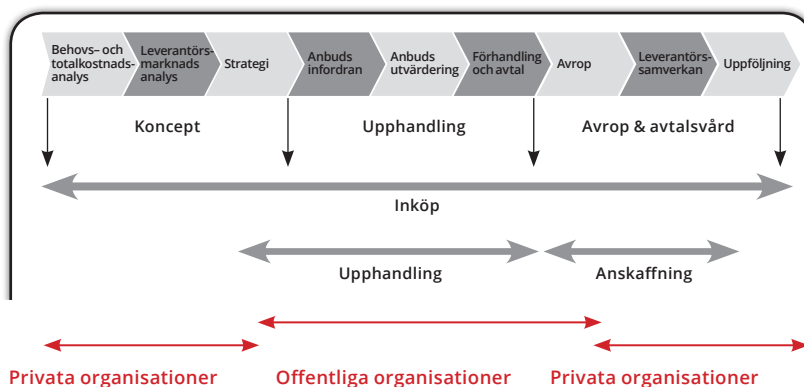 Behovs– och
totalkostnads-
analys
Leverantörs-
marknads
analys
Strategi
Anbuds
infordran
Anbuds
utvärdering
Förhandling
och avtal
Avrop
Leverantörs-
samverkan
Uppföljning
Koncept
Upphandling
Avrop & avtalsvård
Inköp
Upphandling
Anskaffning
Privata organisationer
Offentliga organisationer
Privata organisationer